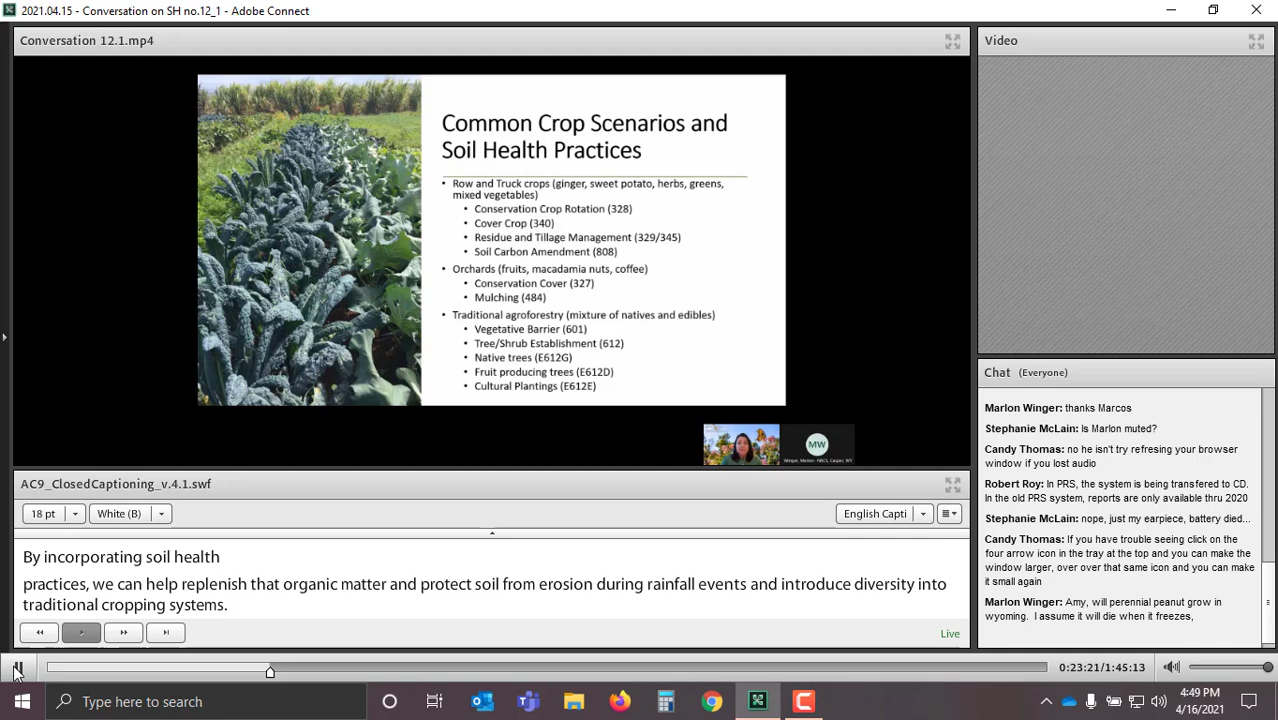 2021.04.15 - Conversation on SH no.12_1 - Adobe Connect
Conversation 12.1.mp4
Common Crop Scenarios and
Soil Health Practices
• Row and Truck crops (ginger, sweet potato, herbs, greens,
mixed vegetables)
• Conservation Crop Rotation (328)
• Cover Crop (340)
• Residue and Tillage Management (329/345)
• Soil Carbon Amendment (808)
• Orchards (fruits, macadamia nuts, coffee)
• Conservation Cover (327)
• Mulching (484)
• Traditional agroforestry (mixture of natives and edibles)
• Vegetative Barrier (601)
• Tree/Shrub Establishment (612)
• Native trees (E612G)
• Fruit producing trees (E612D)
• Cultural Plantings (E612E)
MW
Winger, Marlon - NRCS, Casper, WY
AC9_ClosedCaptioning_v.4.1.swf
18 pt
White (B)
English Capti
By incorporating soil health
practices, we can help replenish that organic matter and protect soil from erosion during rainfall events and introduce diversity into
traditional cropping systems.
Live
Video
Chat (Everyone)
Marlon Winger: thanks Marcos
Stephanie McLain: Is Marlon muted?
Candy Thomas: no he isn't try refresing your browser
window if you lost audio
Robert Roy: In PRS, the system is being transfered to CD.
In the old PRS system, reports are only available thru 2020
Stephanie McLain: nope, just my earpiece, battery died...
Candy Thomas: If you have trouble seeing click on the
four arrow icon in the tray at the top and you can make the
window larger, over over that same icon and you can make
it small again
Marlon Winger: Amy, will perennial peanut grow in
wyoming. I assume it will die when it freezes,
0:23:21/1:45:13
Type here to search
4:49 PM
4/16/2021